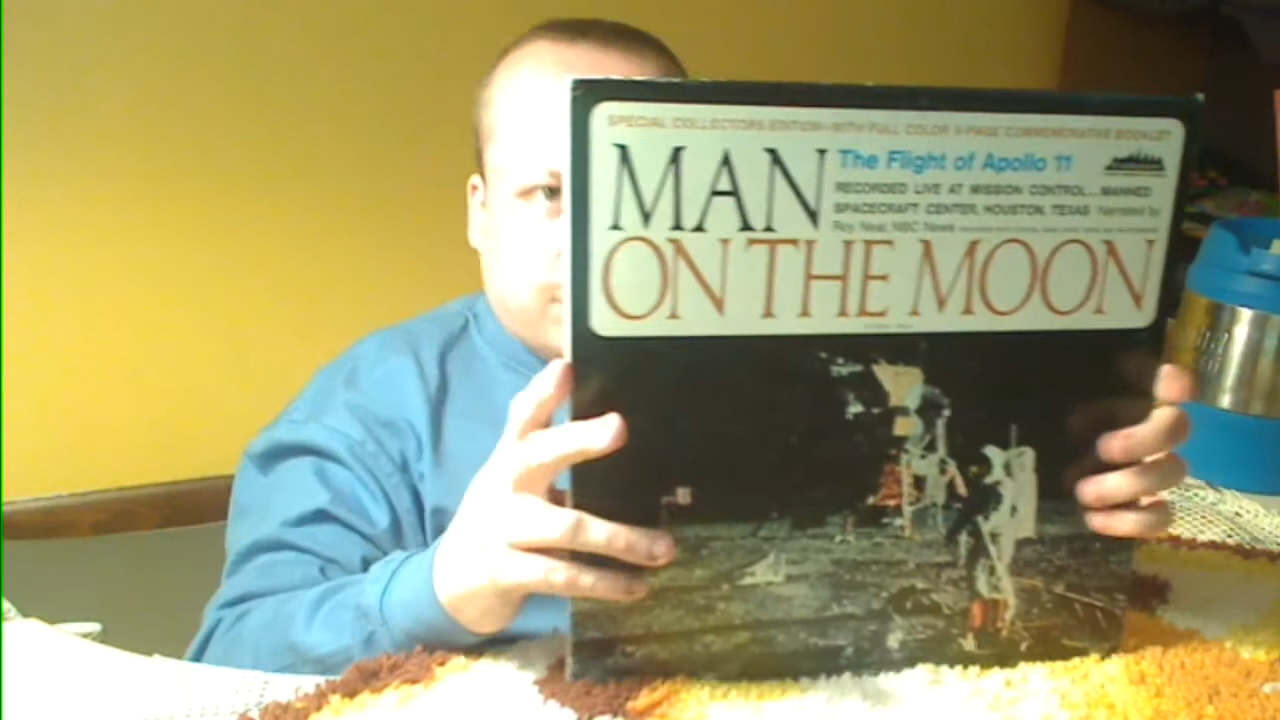 SPECIAL COLLECTORS EDITION—WITH FULL COLOR 11-PAGE COMMEMORATIVE BOOKLET
MAN
ON THE MOON
The Flight of Apollo 11
RECORDED LIVE AT MISSION CONTROL...MANNED
SPACECRAFT CENTER, HOUSTON, TEXAS Narrated by
Roy Neal, NBC News